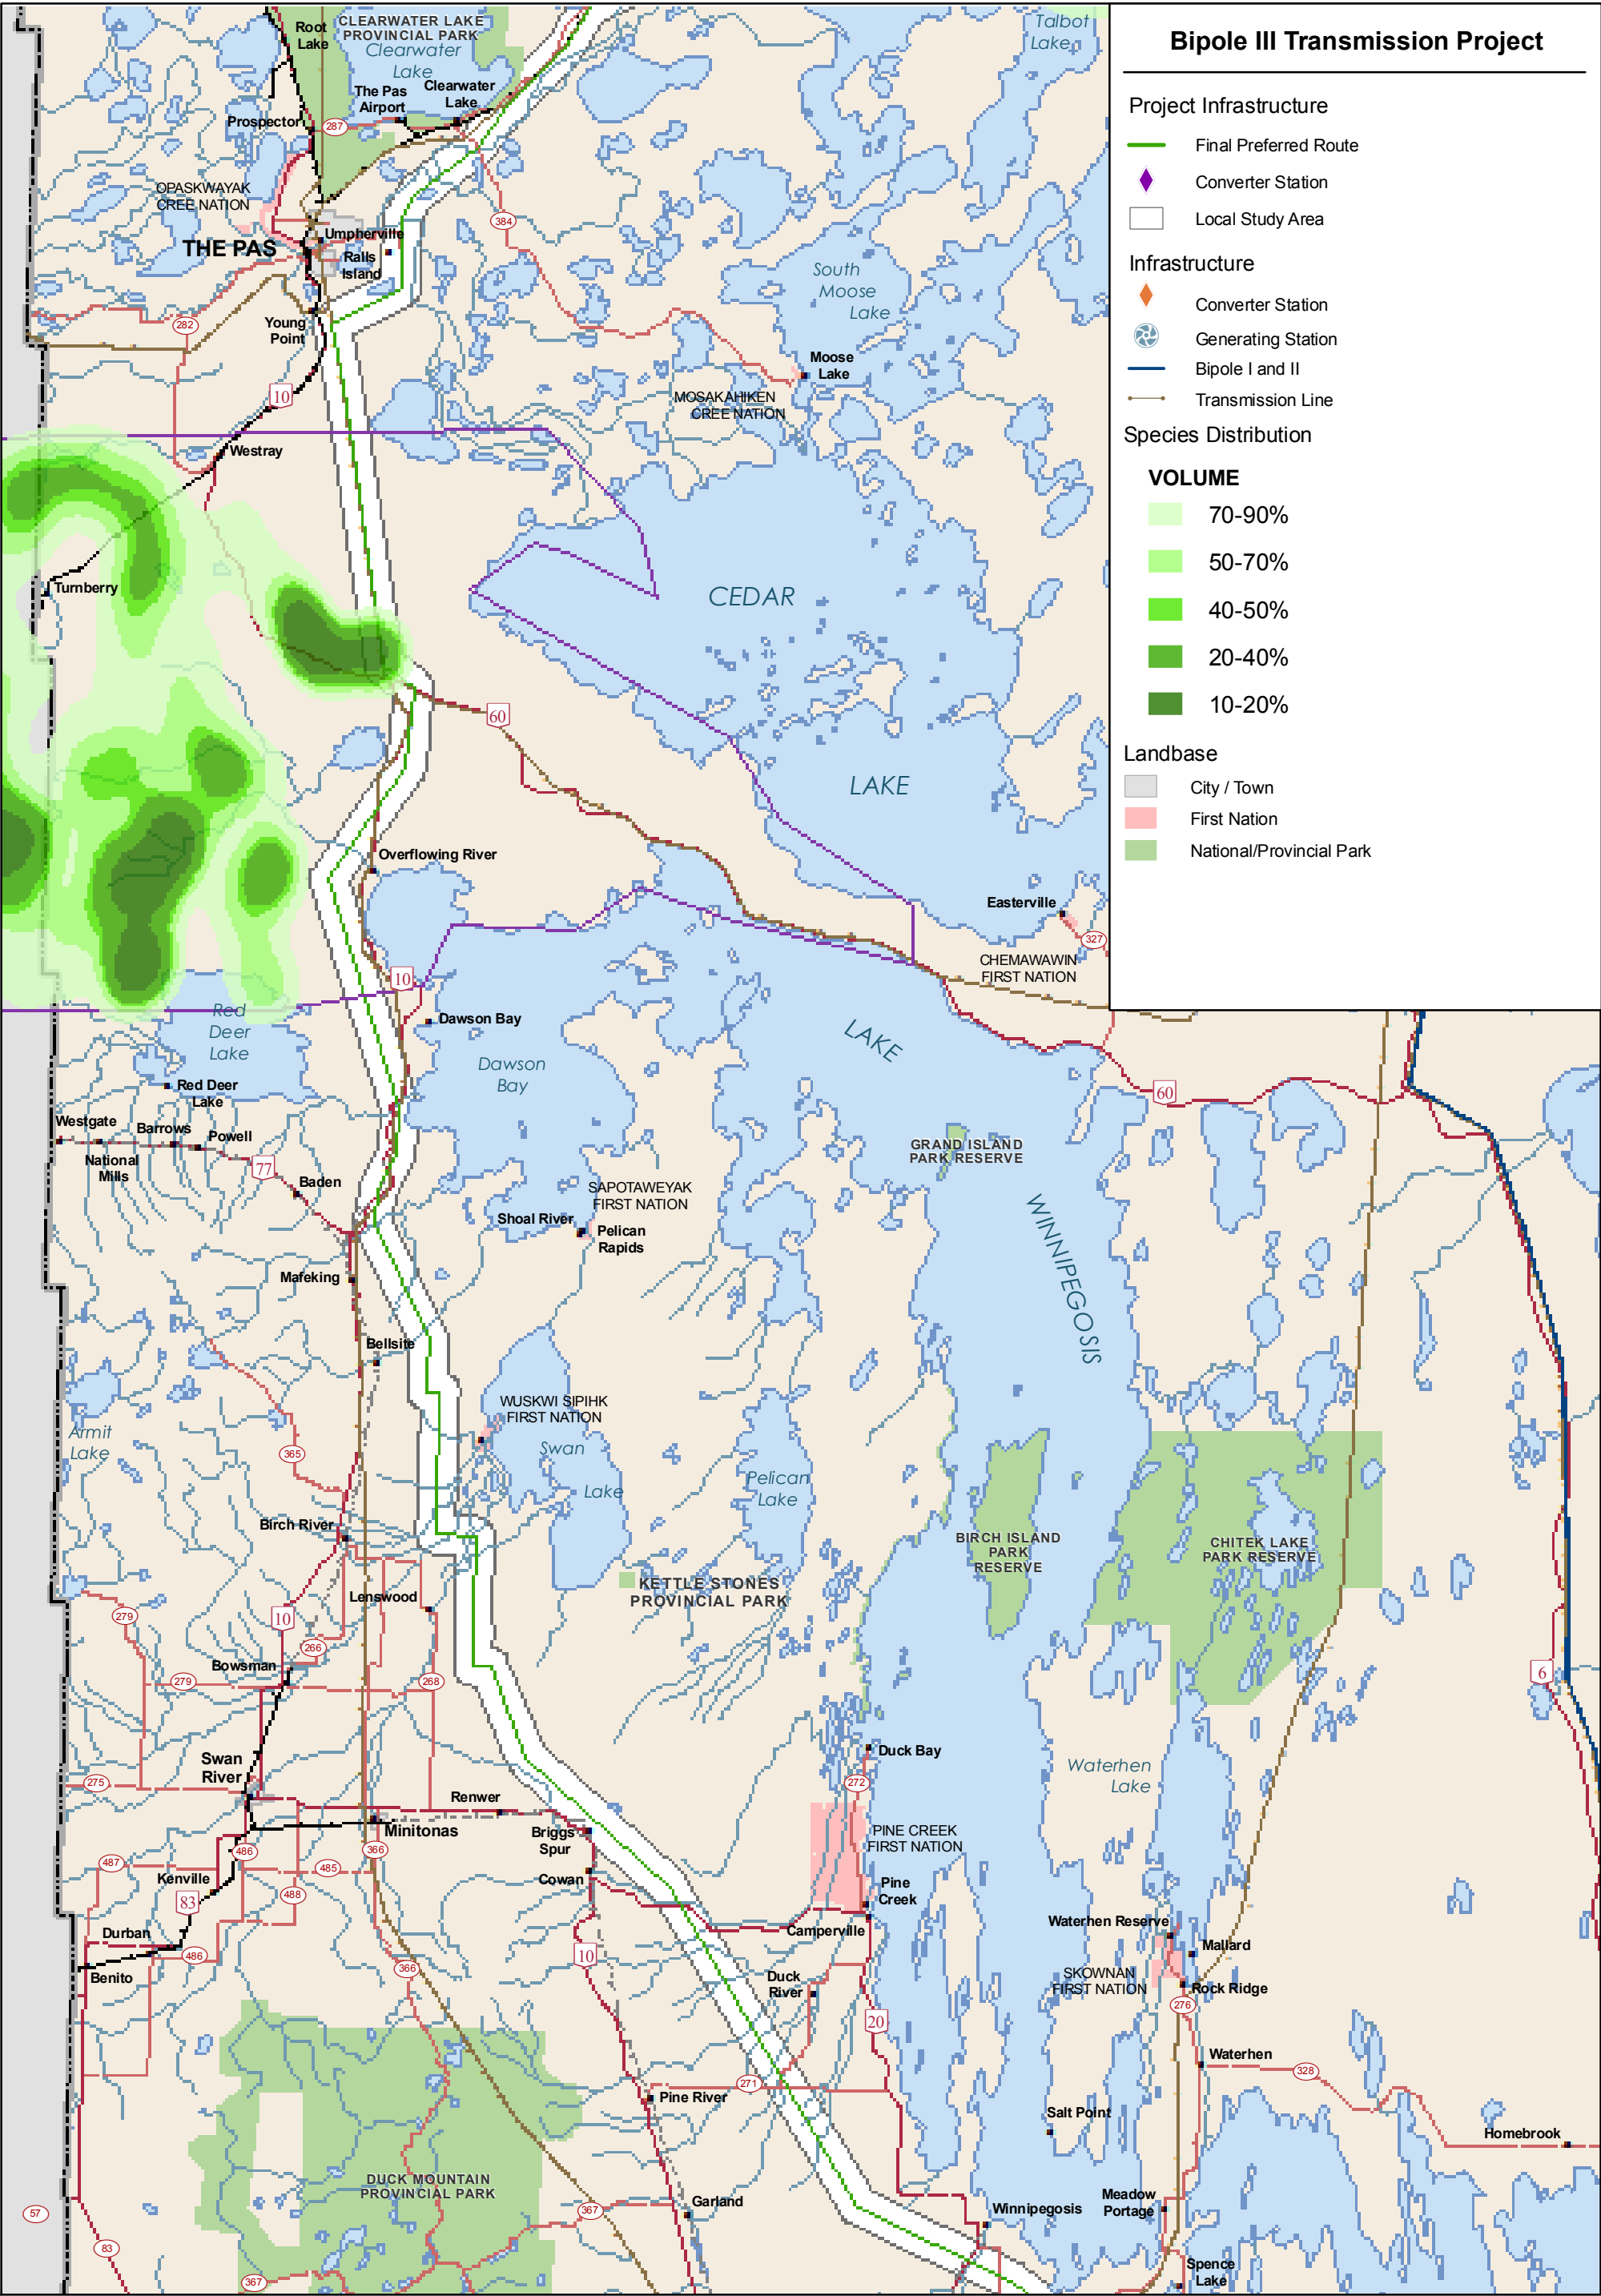 Bipole III Transmission Project
Project Infrastructure
Final Preferred Route
Converter Station
Local Study Area
Infrastructure
Converter Station
Generating Station
Bipole I and II
Transmission Line
Species Distribution
VOLUME
70-90%
50-70%
40-50%
20-40%
10-20%
Landbase
City / Town
First Nation
National/Provincial Park
CLEARWATER LAKE
PROVINCIAL PARK
Root
Lake
Clearwater
Lake
Talbot
Lake
The Pas
Airport
Clearwater
Lake
Prospector
287
OPASKWAYAK
CREE NATION
384
THE PAS
Umpherville
Ralls
Island
South
Moose
Lake
282
Young
Point
Moose
Lake
10
MOSAKAHIKEN
CREE NATION
Westray
Turnberry
CEDAR
LAKE
60
Overflowing River
Easterville
327
CHEMAWAWIN
FIRST NATION
10
Red
Deer
Lake
Dawson Bay
Dawson
Bay
LAKE
WINNIPEGOSIS
60
Red Deer
Lake
Westgate
Barrows
Powell
National
Mills
77
Baden
GRAND ISLAND
PARK RESERVE
SAPOTAWEYAK
FIRST NATION
Shoal River
Pelican
Rapids
Mafeking
Bellsite
WUSKWI SIPIHK
FIRST NATION
Swan
Lake
Armit
Lake
365
Pelican
Lake
Birch River
BIRCH ISLAND
PARK
RESERVE
CHITEK LAKE
PARK RESERVE
KETTLE STONES
PROVINCIAL PARK
Lenswood
279
10
266
Bowsman
279
268
6
Swan
River
275
Duck Bay
272
Waterhen
Lake
Renwer
Minitonas
Briggs
Spur
PINE CREEK
FIRST NATION
486
366
487
485
Kenville
Cowan
488
83
Pine
Creek
Durban
Camperville
Waterhen Reserve
Mallard
486
10
366
Benito
Duck
River
SKOWNAN
FIRST NATION
Rock Ridge
276
20
Waterhen
328
271
Pine River
Salt Point
Homebrook
DUCK MOUNTAIN
PROVINCIAL PARK
Garland
367
57
Winnipegosis
Meadow
Portage
83
Spence
Lake
367